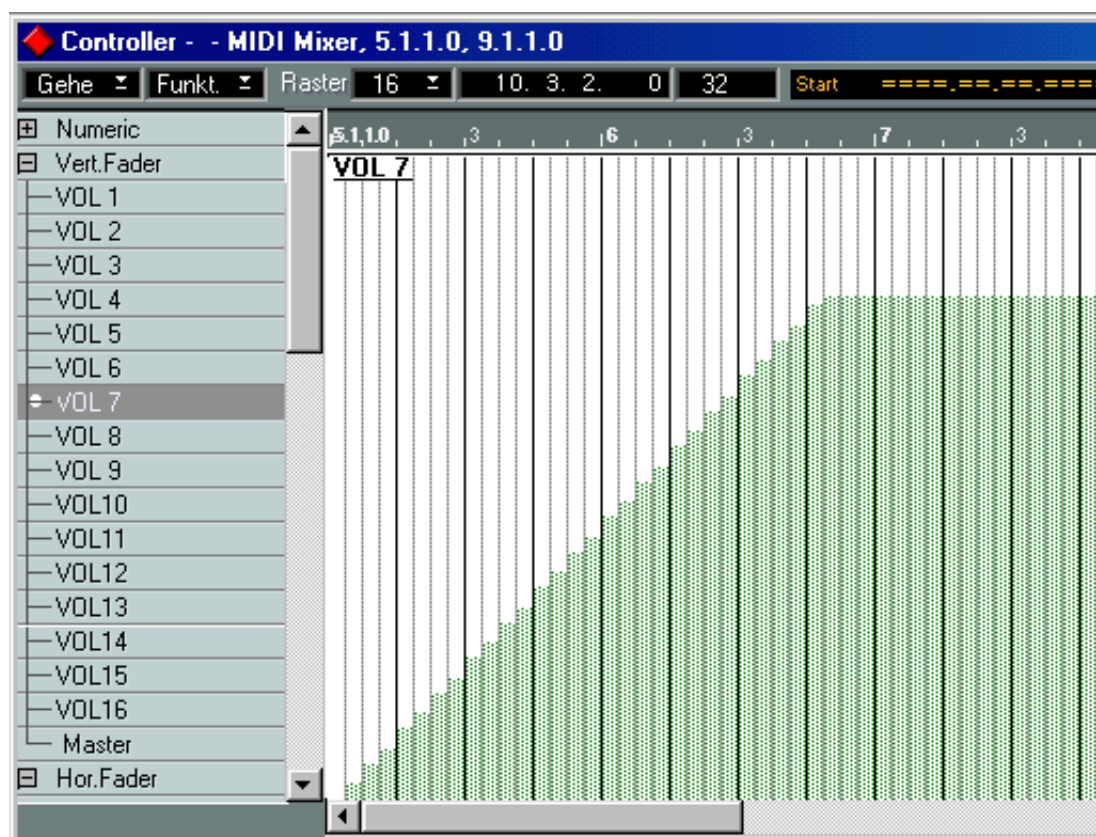 Controller - - MIDI Mixer, 5.1.1.0, 9.1.1.0
Gehe Funkt. Raster 16 10. 3. 2. 0 32 Start ====.==.==.===
Numeric
5.1,1.0 3 6 3 7 3
Vert.Fader
VOL 7
VOL 1
VOL 2
VOL 3
VOL 4
VOL 5
VOL 6
VOL 7
VOL 8
VOL 9
VOL10
VOL11
VOL12
VOL13
VOL14
VOL15
VOL16
Master
Hor.Fader